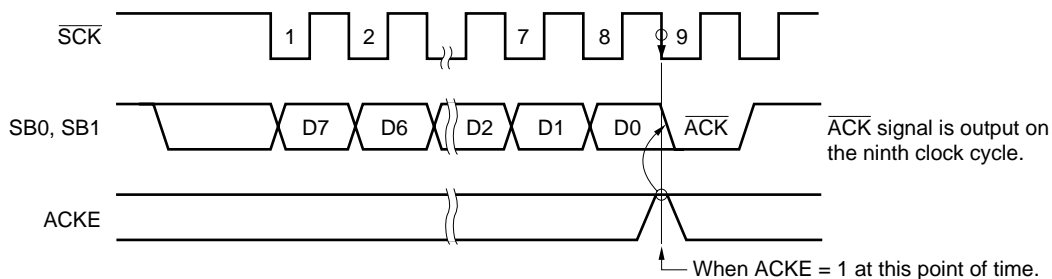 SCK
1 2 7 8 9
SB0, SB1
D7 D6 D2 D1 D0 ACK
ACK signal is output on
the ninth clock cycle.
ACKE
When ACKE = 1 at this point of time.